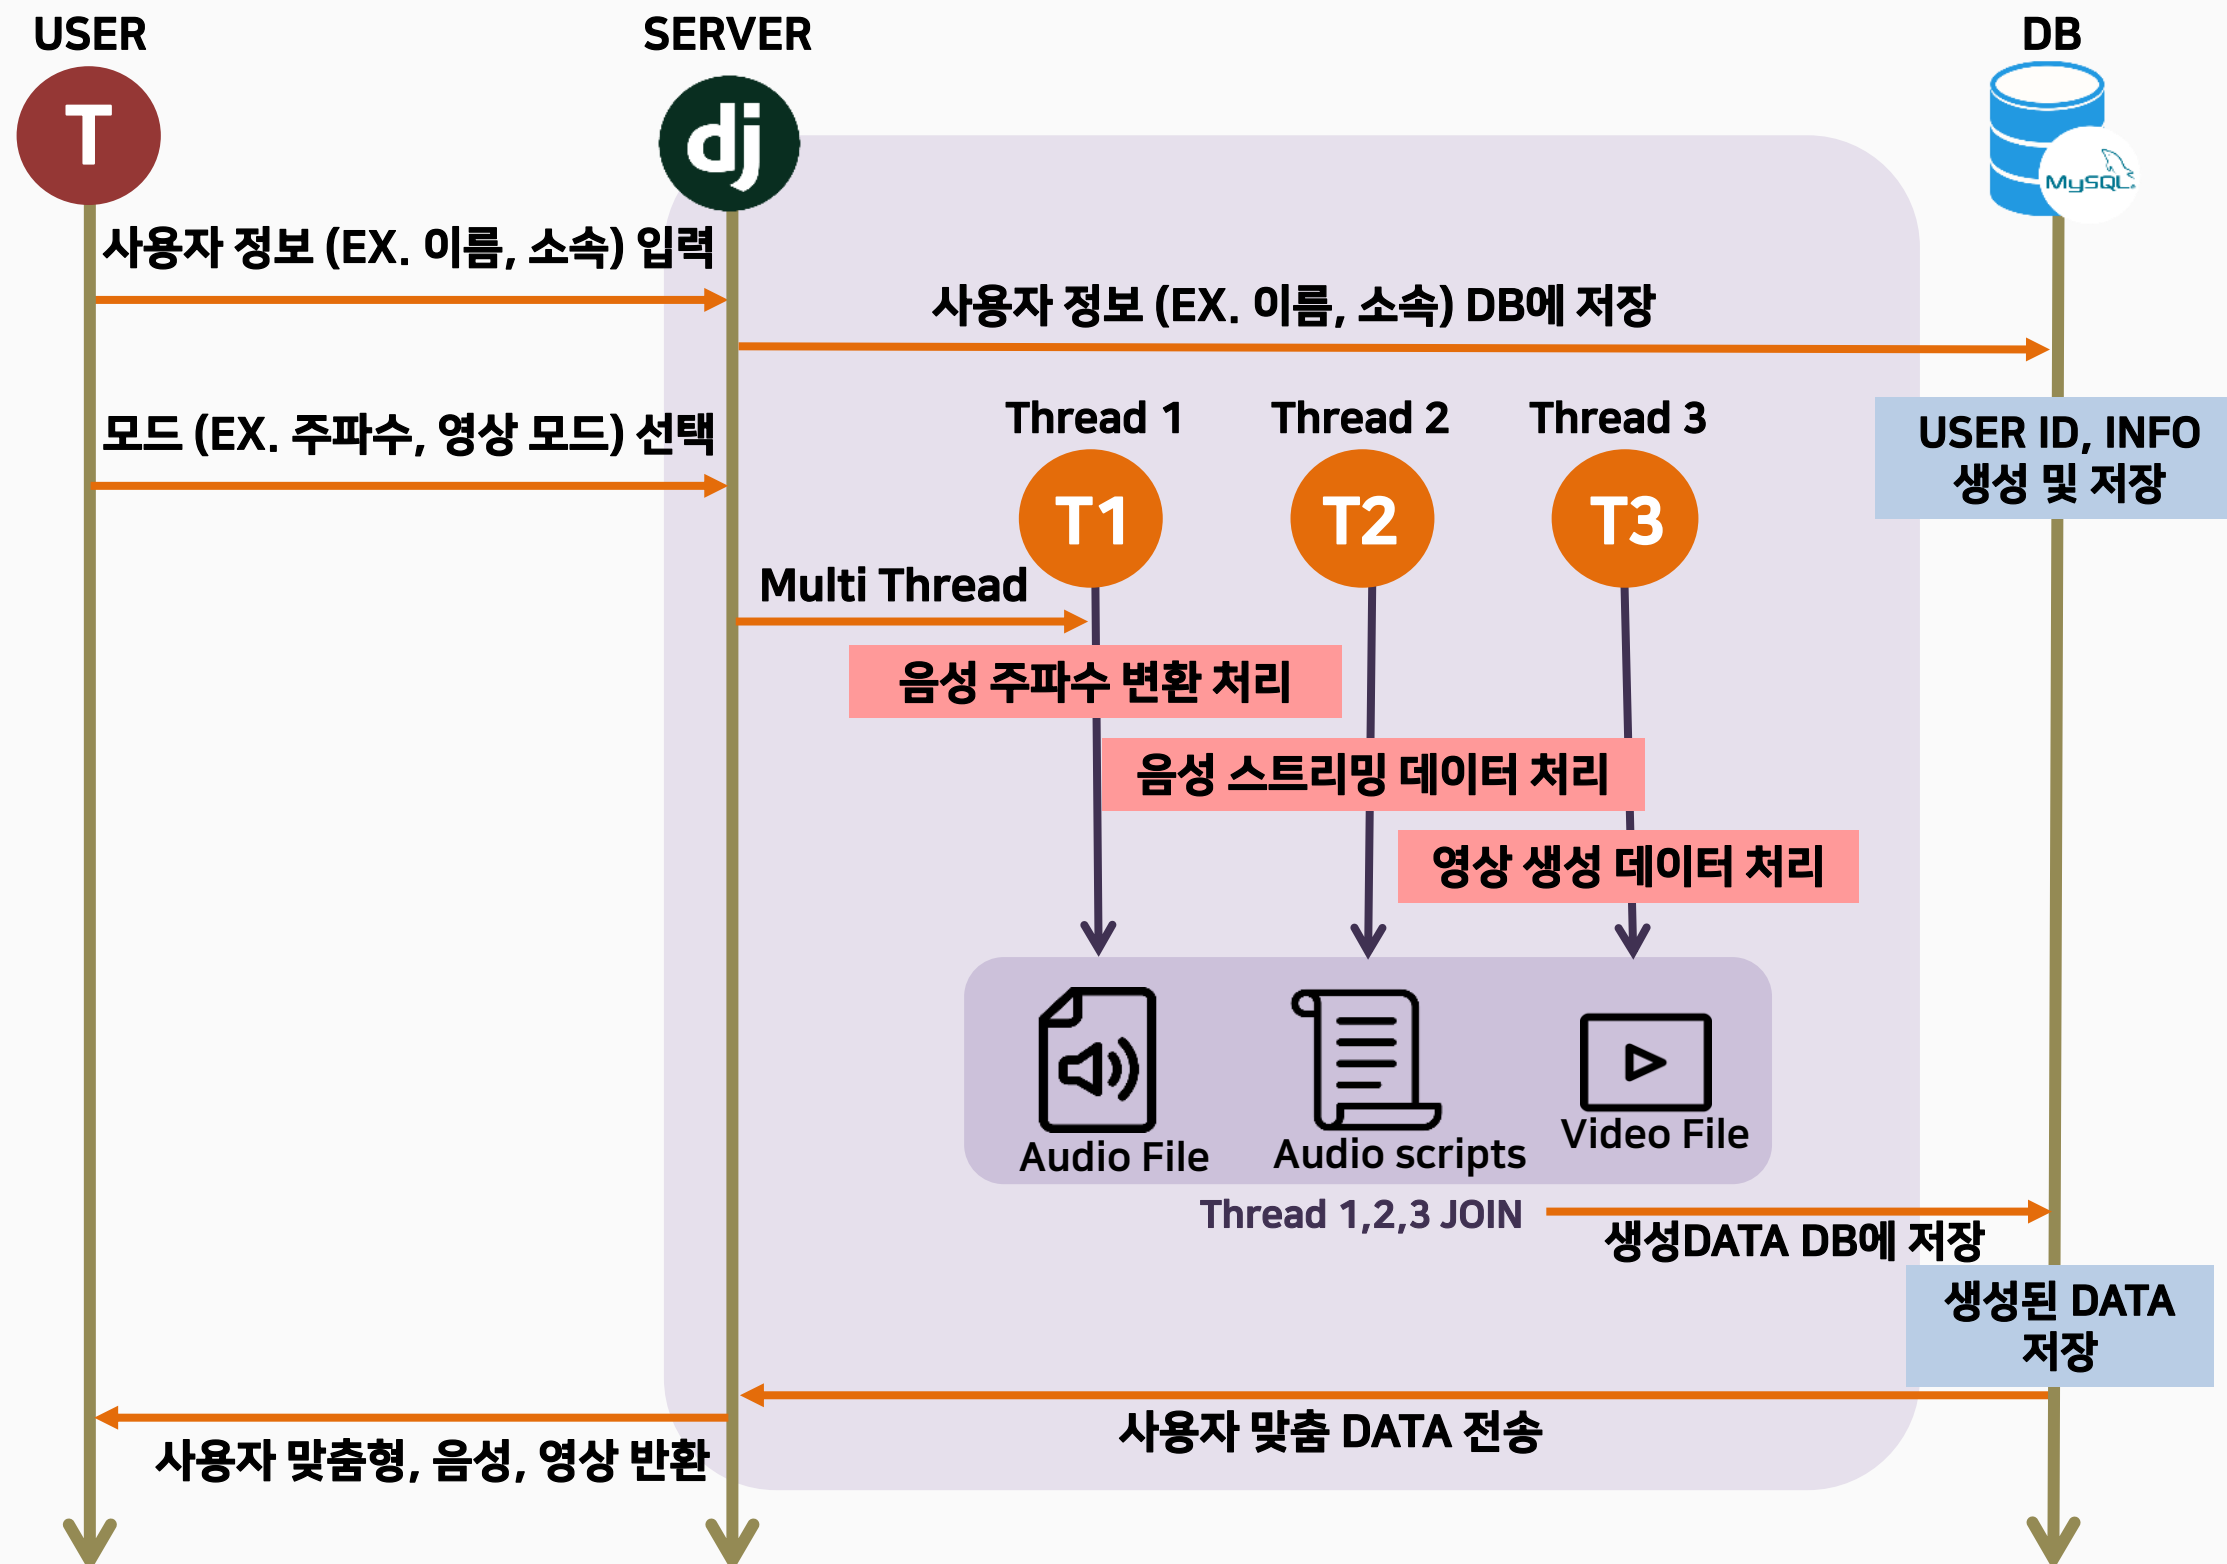 USER
SERVER
DB
T
dj
MySQL
사용자 정보 (EX. 이름, 소속) 입력
사용자 정보 (EX. 이름, 소속) DB에 저장
모드 (EX. 주파수, 영상 모드) 선택
Thread 1
Thread 2
Thread 3
USER ID, INFO
생성 및 저장
T1
T2
T3
Multi Thread
음성 주파수 변환 처리
음성 스트리밍 데이터 처리
영상 생성 데이터 처리
Audio File
Audio scripts
Video File
Thread 1,2,3 JOIN
생성DATA DB에 저장
생성된 DATA
저장
사용자 맞춤 DATA 전송
사용자 맞춤형, 음성, 영상 반환